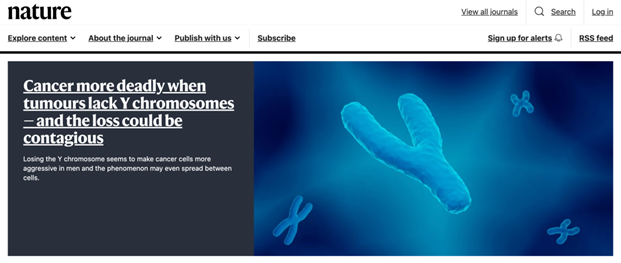 nature
View all journals
Search
Log in
Explore content
About the journal
Publish with us
Subscribe
Sign up for alerts
RSS feed
Cancer more deadly when
tumours lack Y chromosomes
— and the loss could be
contagious
Losing the Y chromosome seems to make cancer cells more
aggressive in men and the phenomenon may even spread between
cells.